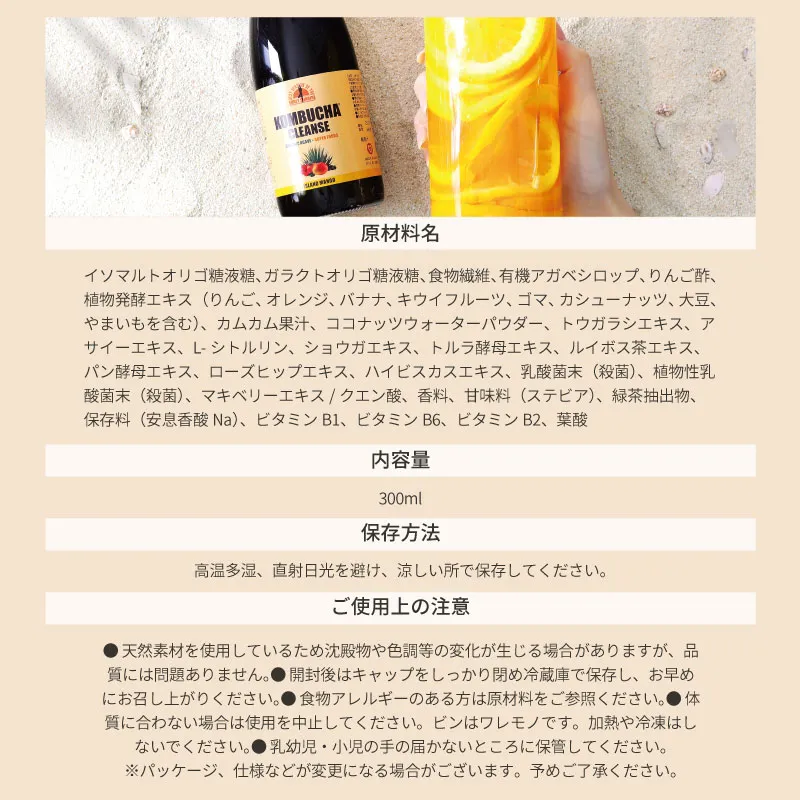 KOMBUCHA
CLEANSE
ISLAND MANGO
原材料名
イソマルトオリゴ糖液糖、ガラクトオリゴ糖液糖、食物繊維、有機アガベシロップ、りんご酢、
植物発酵エキス（りんご、オレンジ、バナナ、キウイフルーツ、ゴマ、カシューナッツ、大豆、
やまいもを含む）、カムカム果汁、ココナッツウォーターパウダー、トウガラシエキス、ア
サイーエキス、L- シトルリン、ショウガエキス、トルラ酵母エキス、ルイボス茶エキス、
パン酵母エキス、ローズヒップエキス、ハイビスカスエキス、乳酸菌末（殺菌）、植物性乳
酸菌末（殺菌）、マキベリーエキス / クエン酸、香料、甘味料（ステビア）、緑茶抽出物、
保存料（安息香酸 Na）、ビタミン B1、ビタミン B6、ビタミン B2、葉酸
内容量
300ml
保存方法
高温多湿、直射日光を避け、涼しい所で保存してください。
ご使用上の注意
● 天然素材を使用しているため沈殿物や色調等の変化が生じる場合がありますが、品
質には問題ありません。● 開封後はキャップをしっかり閉め冷蔵庫で保存し、お早め
にお召し上がりください。● 食物アレルギーのある方は原材料をご参照ください。● 体
質に合わない場合は使用を中止してください。ビンはワレモノです。加熱や冷凍はし
ないでください。● 乳幼児・小児の手の届かないところに保管してください。
※パッケージ、仕様などが変更になる場合がございます。予めご了承ください。